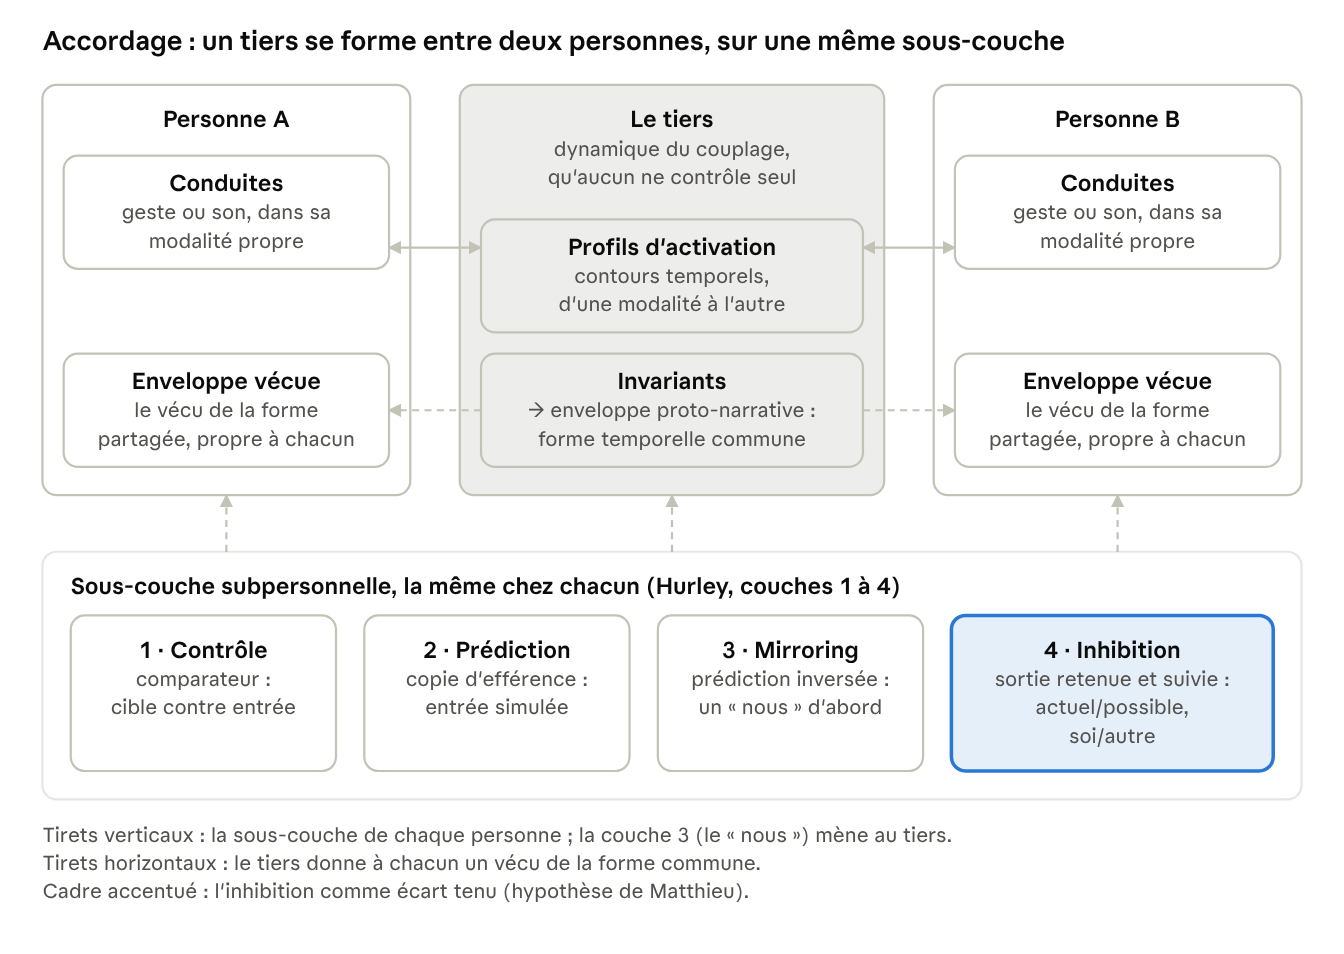 Accordage : un tiers se forme entre deux personnes, sur une même sous-couche
Personne A
Conduites
geste ou son, dans sa
modalité propre
Enveloppe vécue
le vécu de la forme
partagée, propre à chacun
Le tiers
dynamique du couplage,
qu'aucun ne contrôle seul
Profils d'activation
contours temporels,
d'une modalité à l'autre
Invariants
→ enveloppe proto-narrative :
forme temporelle commune
Personne B
Conduites
geste ou son, dans sa
modalité propre
Enveloppe vécue
le vécu de la forme
partagée, propre à chacun
Sous-couche subpersonnelle, la même chez chacun (Hurley, couches 1 à 4)
1 · Contrôle
comparateur :
cible contre entrée
2 · Prédiction
copie d'efférence :
entrée simulée
3 · Mirroring
prédiction inversée :
un « nous » d'abord
4 · Inhibition
sortie retenue et suivie :
actuel/possible,
soi/autre
Tirets verticaux : la sous-couche de chaque personne ; la couche 3 (le « nous ») mène au tiers.
Tirets horizontaux : le tiers donne à chacun un vécu de la forme commune.
Cadre accentué : l'inhibition comme écart tenu (hypothèse de Matthieu).